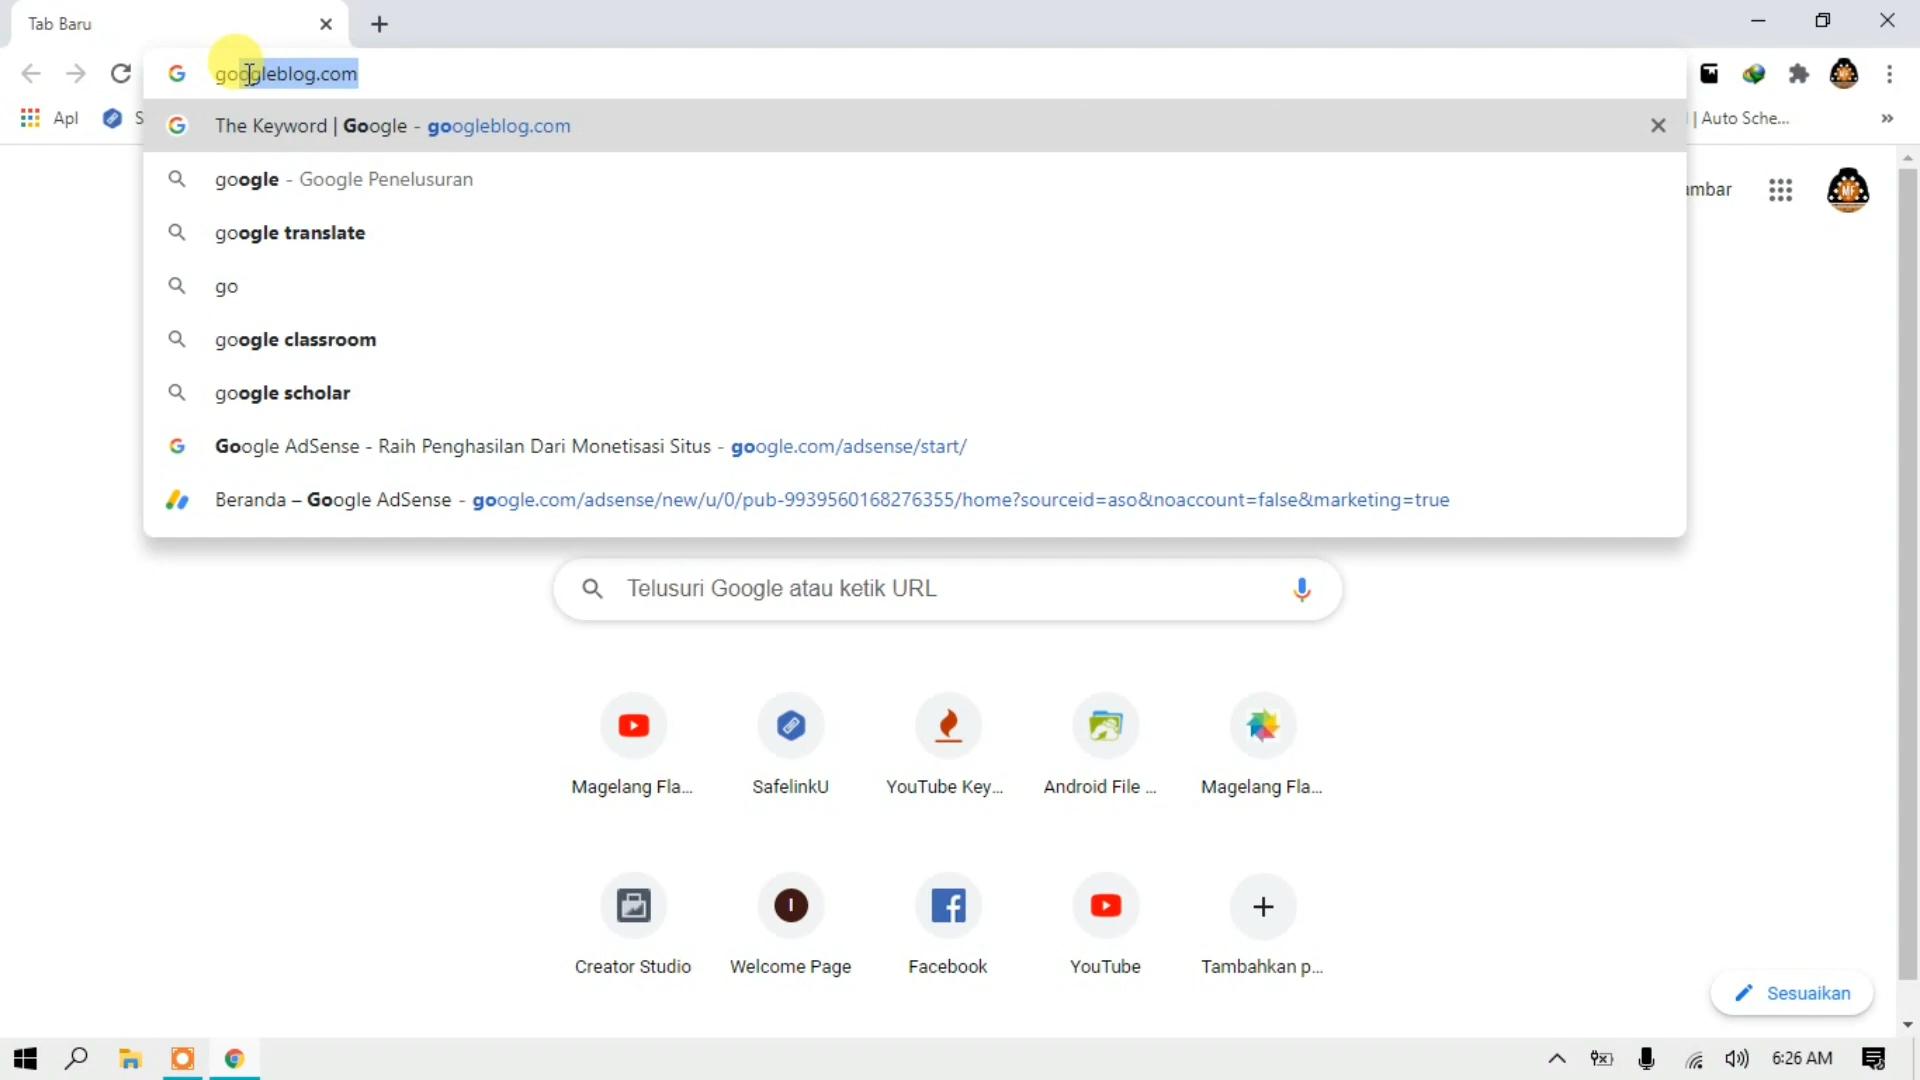 Tab Baru
googleblog.com
Apl
S
The Keyword | Google - googleblog.com
| Auto Sche...
google - Google Penelusuran
ambar
google translate
go
google classroom
google scholar
Google AdSense - Raih Penghasilan Dari Monetisasi Situs - google.com/adsense/start/
Beranda – Google AdSense - google.com/adsense/new/u/0/pub-9939560168276355/home?sourceid=aso&noaccount=false&marketing=true
Telusuri Google atau ketik URL
Magelang Fla...
SafelinkU
YouTube Key...
Android File ...
Magelang Fla...
Creator Studio
Welcome Page
Facebook
YouTube
Tambahkan p...
Sesuaikan
6:26 AM